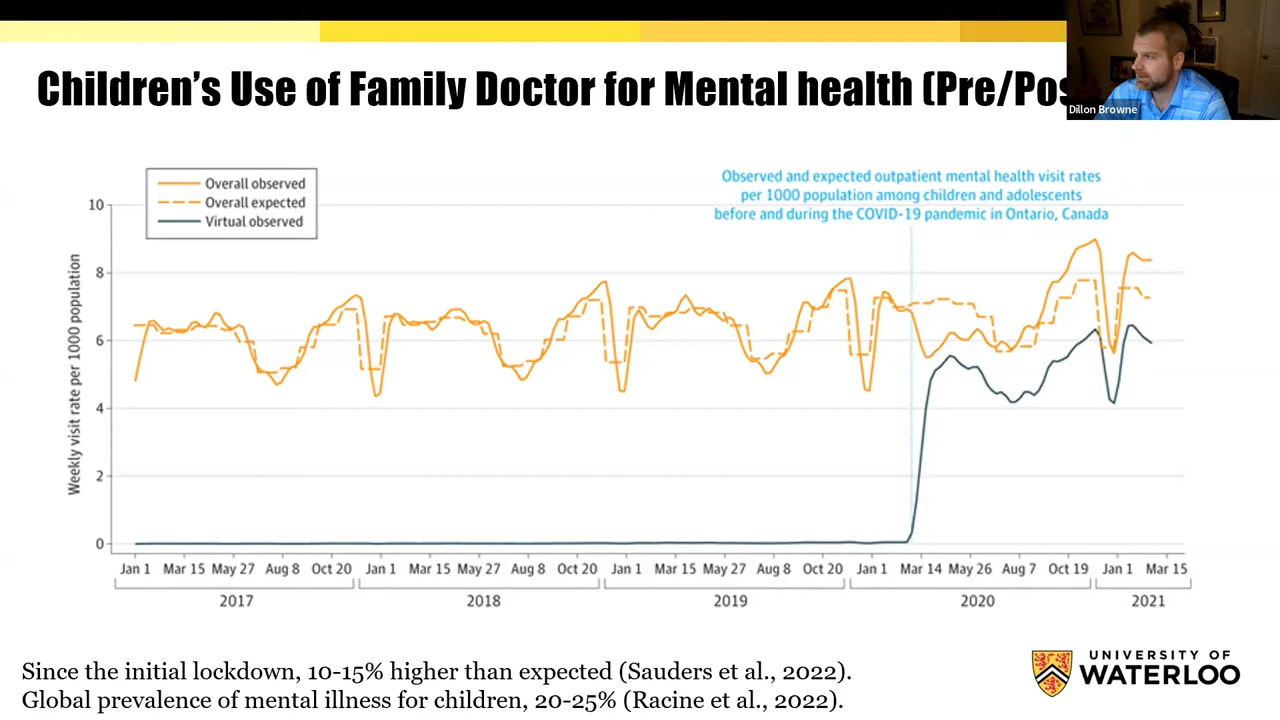 Children's Use of Family Doctor for Mental health (Pre/Pos
Dillon Browne
Overall observed
Overall expected
Virtual observed
Observed and expected outpatient mental health visit rates
per 1000 population among children and adolescents
before and during the COVID-19 pandemic in Ontario, Canada
Weekly visit rate per 1000 population
10
8
6
4
2
0
Jan 1 Mar 15 May 27 Aug 8 Oct 20 Jan 1 Mar 15 May 27 Aug 8 Oct 20 Jan 1 Mar 15 May 27 Aug 8 Oct 20 Jan 1 Mar 14 May 26 Aug 7 Oct 19 Jan 1 Mar 15
2017 2018 2019 2020 2021
Since the initial lockdown, 10-15% higher than expected (Sauders et al., 2022).
Global prevalence of mental illness for children, 20-25% (Racine et al., 2022).
UNIVERSITY OF
WATERLOO